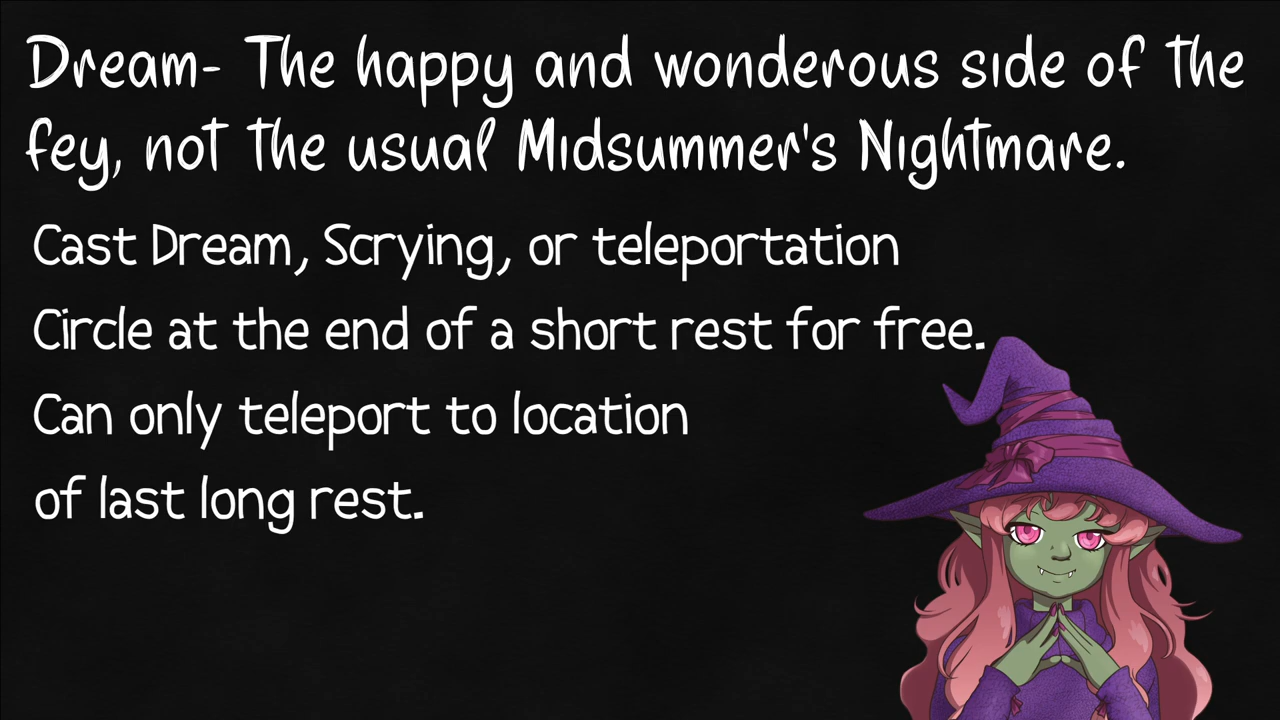 Dream- The happy and wonderous side of the
fey, not the usual Midsummer's Nightmare.
Cast Dream, Scrying, or teleportation
Circle at the end of a short rest for free.
Can only teleport to location
of last long rest.